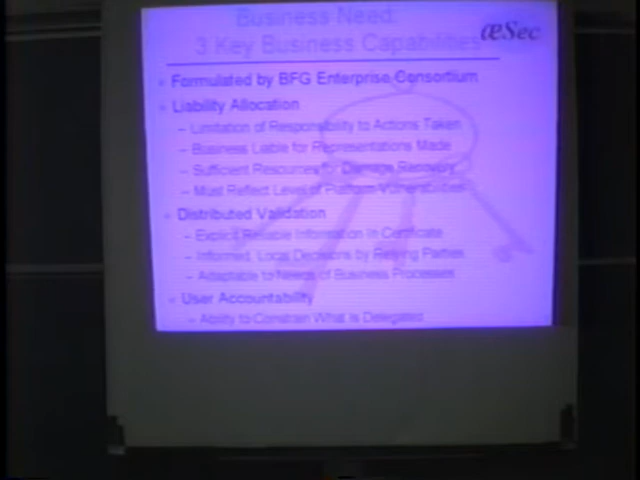 Business Need:
3 Key Business Capabilities
æSec
Formulated by BFG Enterprise Consortium
Liability Allocation
– Limitation of Responsibility to Actions Taken
– Business Liable for Representations Made
– Sufficient Resources for Damage Recovery
– Must Reflect Level of Platform Vulnerabilities
Distributed Validation
– Explicit Reliable Information in Certificate
– Informed, Local Decisions by Relying Parties
– Adaptable to Needs of Business Processes
User Accountability
– Ability to Constrain What is Delegated